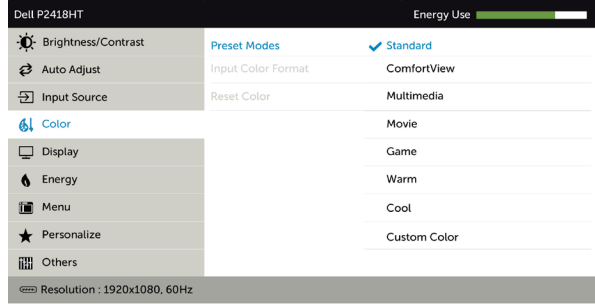 Dell P2418HT Energy Use
Brightness/Contrast Preset Modes Standard
Auto Adjust Input Color Format ComfortView
Input Source Reset Color Multimedia
Color Movie
Display Game
Energy Warm
Menu Cool
Personalize Custom Color
Others
Resolution : 1920x1080, 60Hz